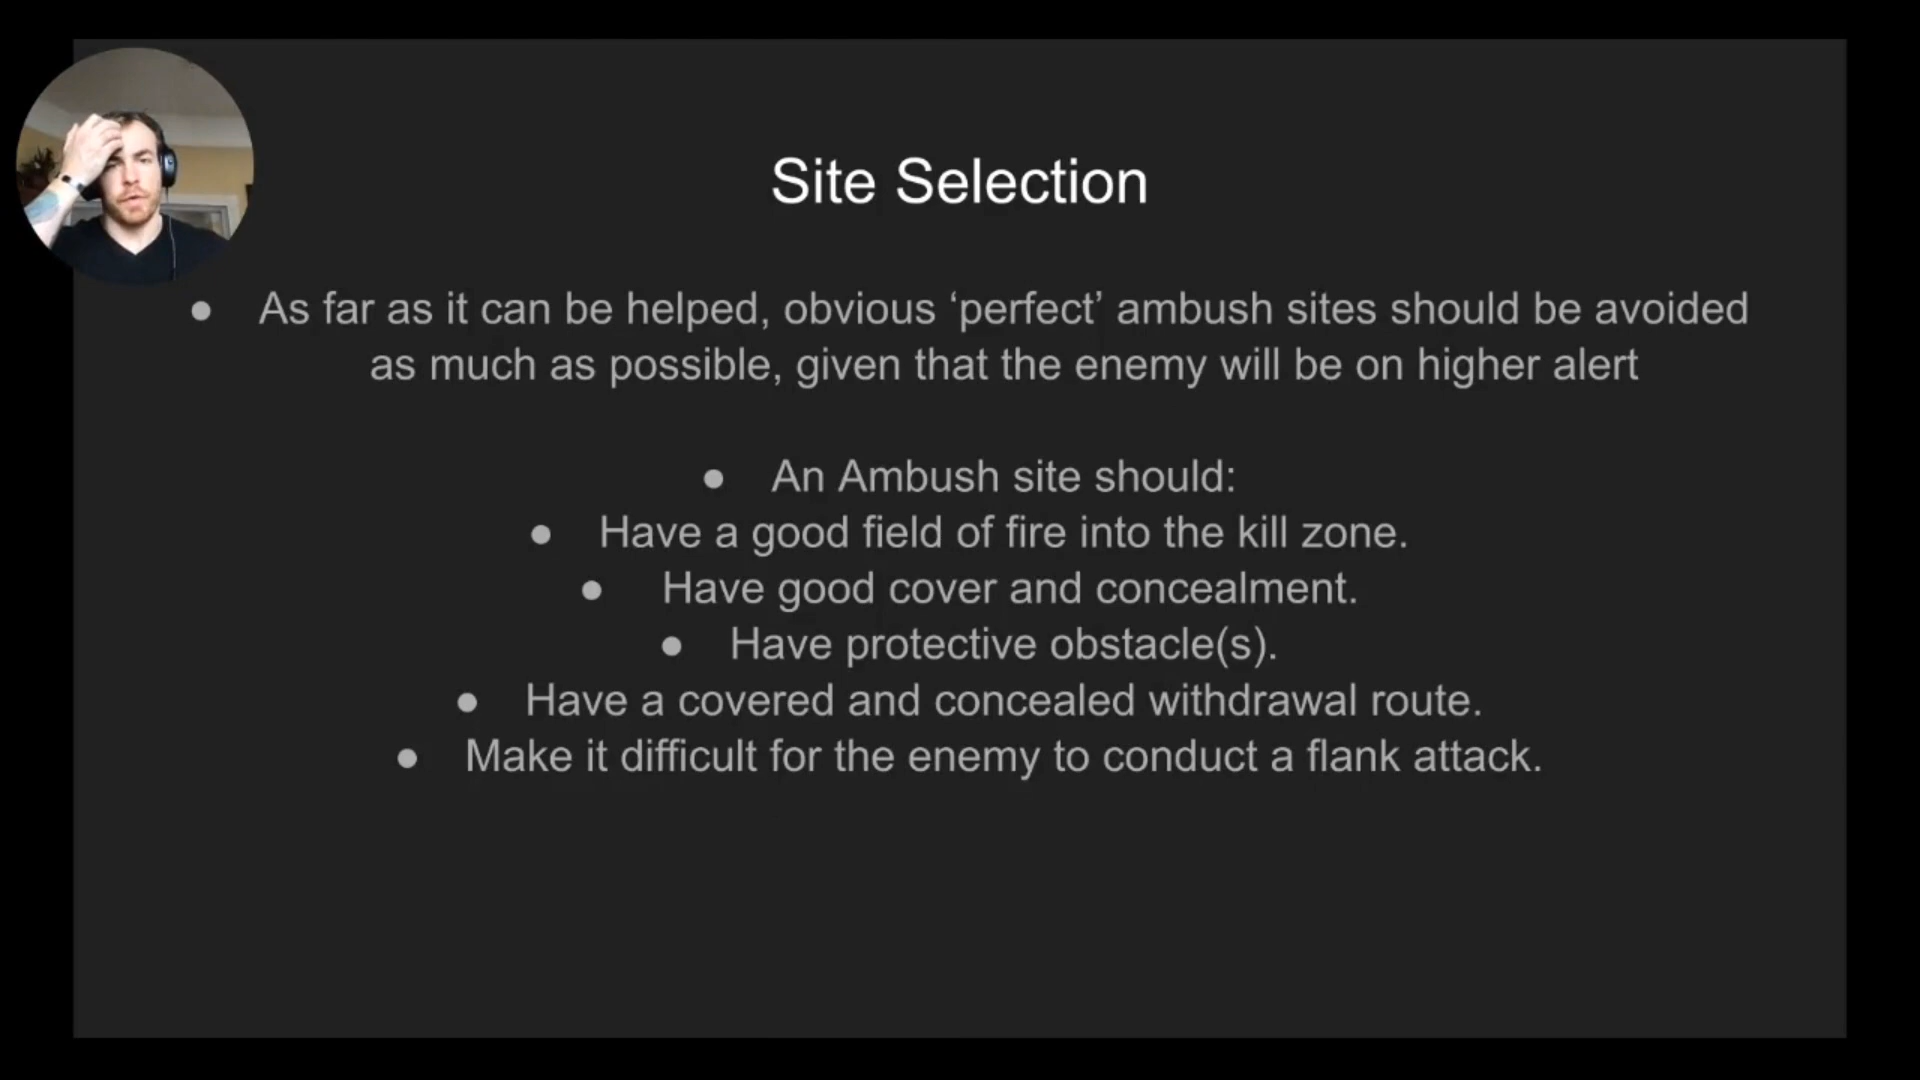 Site Selection
● As far as it can be helped, obvious ‘perfect’ ambush sites should be avoided
as much as possible, given that the enemy will be on higher alert
● An Ambush site should:
● Have a good field of fire into the kill zone.
● Have good cover and concealment.
● Have protective obstacle(s).
● Have a covered and concealed withdrawal route.
● Make it difficult for the enemy to conduct a flank attack.